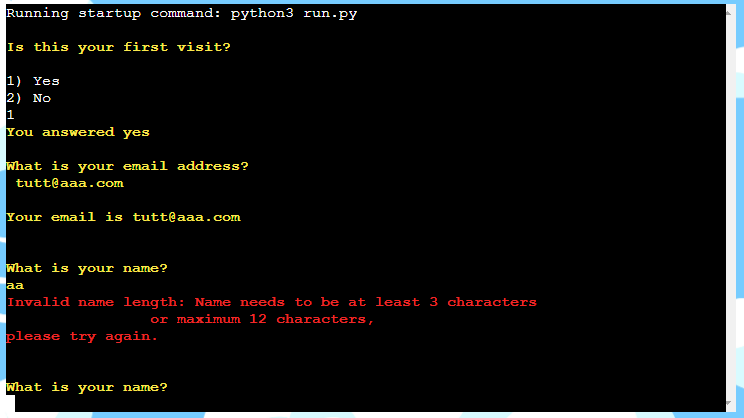 Running startup command: python3 run.py
Is this your first visit?
1) Yes
2) No
1
You answered yes
What is your email address?
tutt@aaa.com
Your email is tutt@aaa.com
What is your name?
aa
Invalid name length: Name needs to be at least 3 characters
or maximum 12 characters,
please try again.
What is your name?